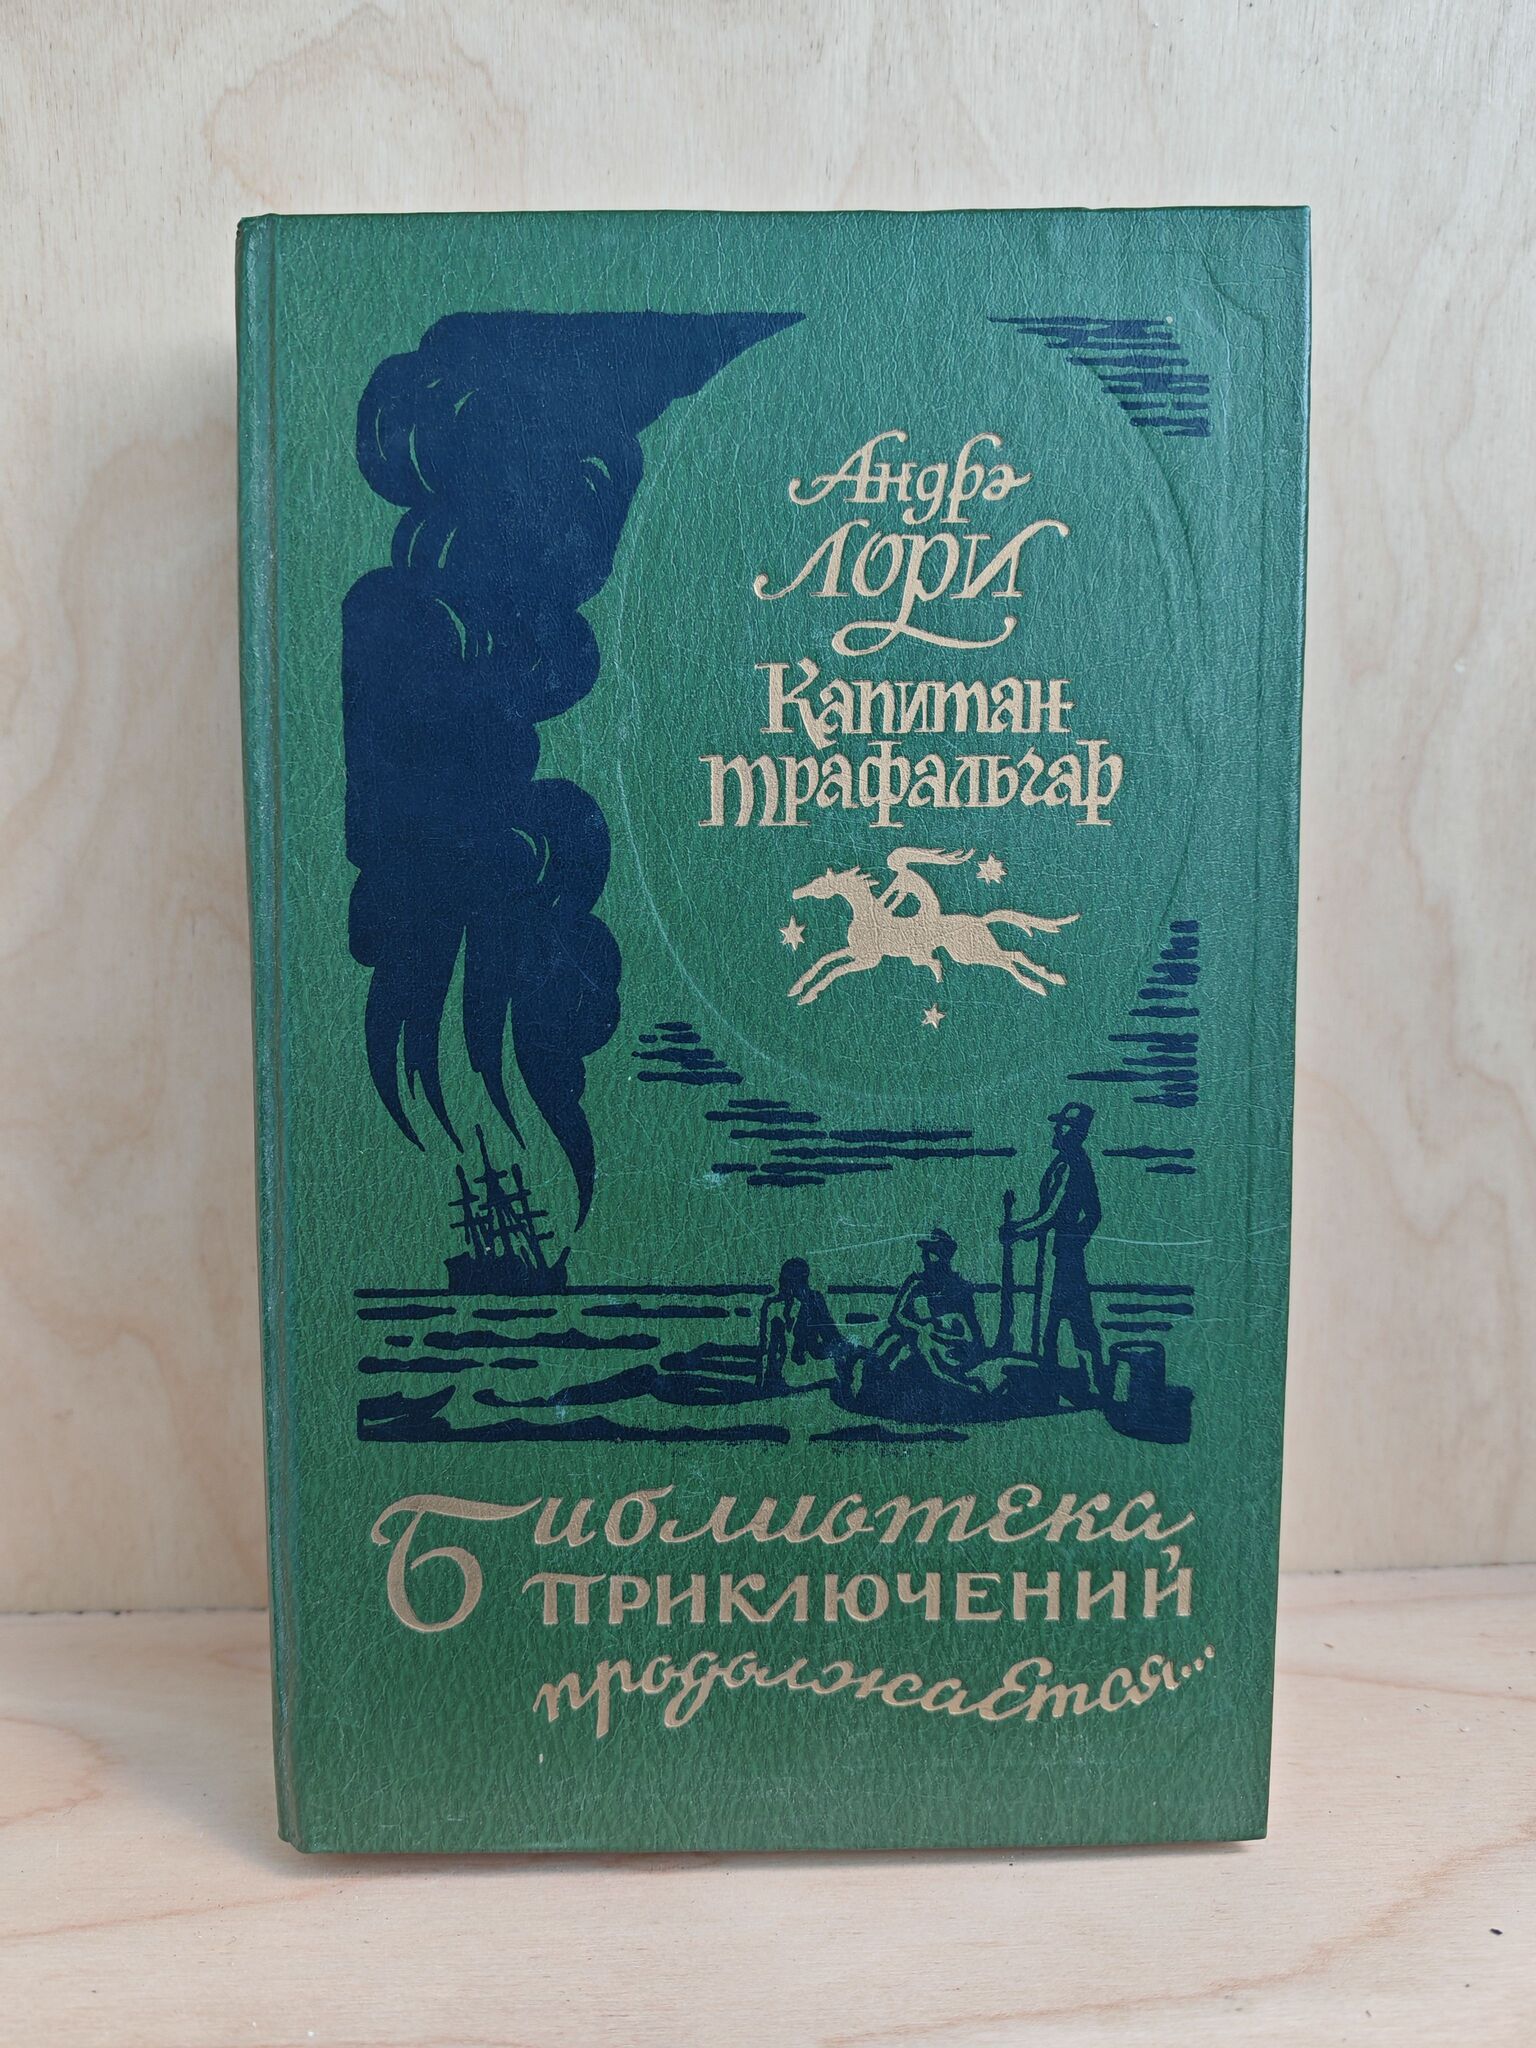 Андрэ
ЛОРИ
Капитан
Трафальгар
Библиотека
ПРИКЛЮЧЕНИЙ
продолжается...